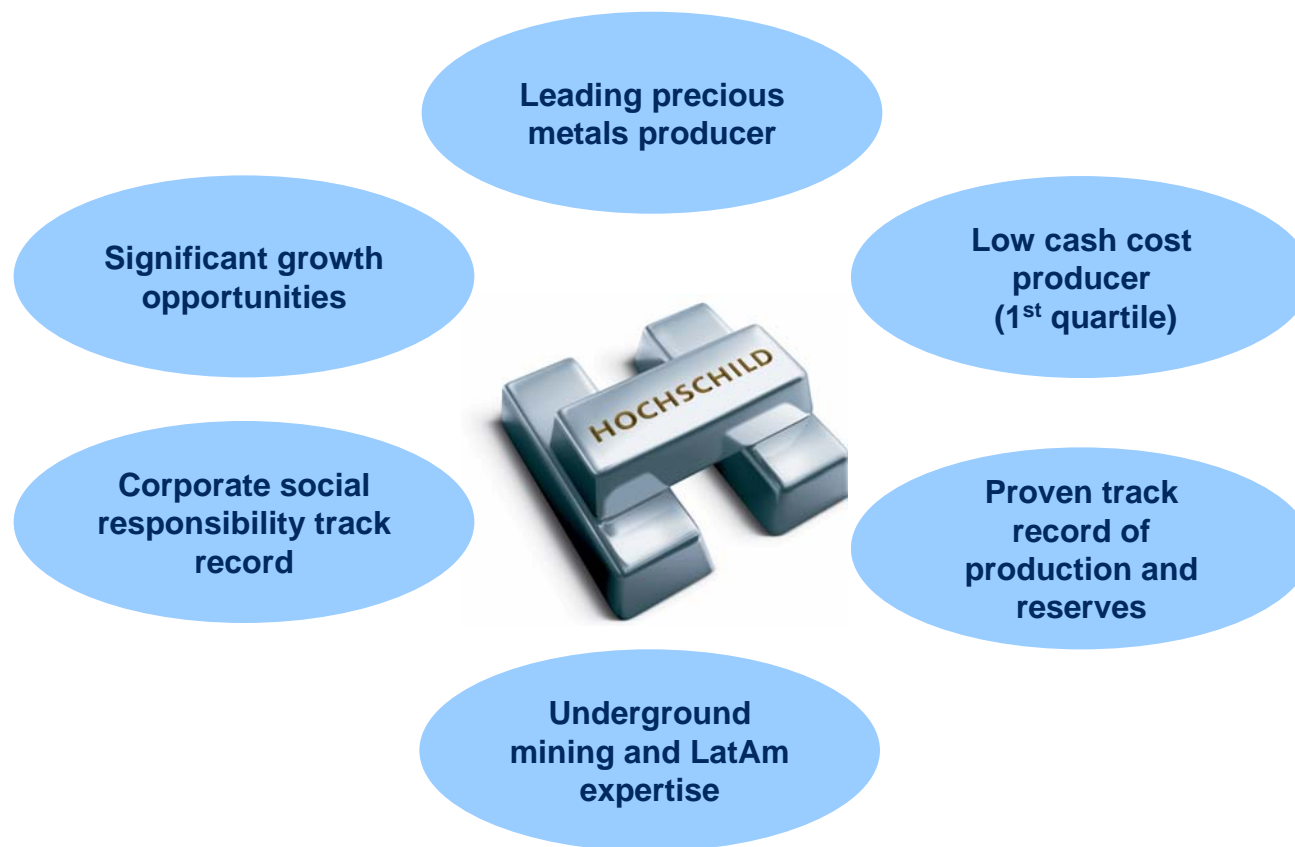 Leading precious
metals producer
Significant growth
opportunities
Low cash cost
producer
(1st quartile)
HOCHSCHILD
Corporate social
responsibility track
record
Proven track
record of
production and
reserves
Underground
mining and LatAm
expertise